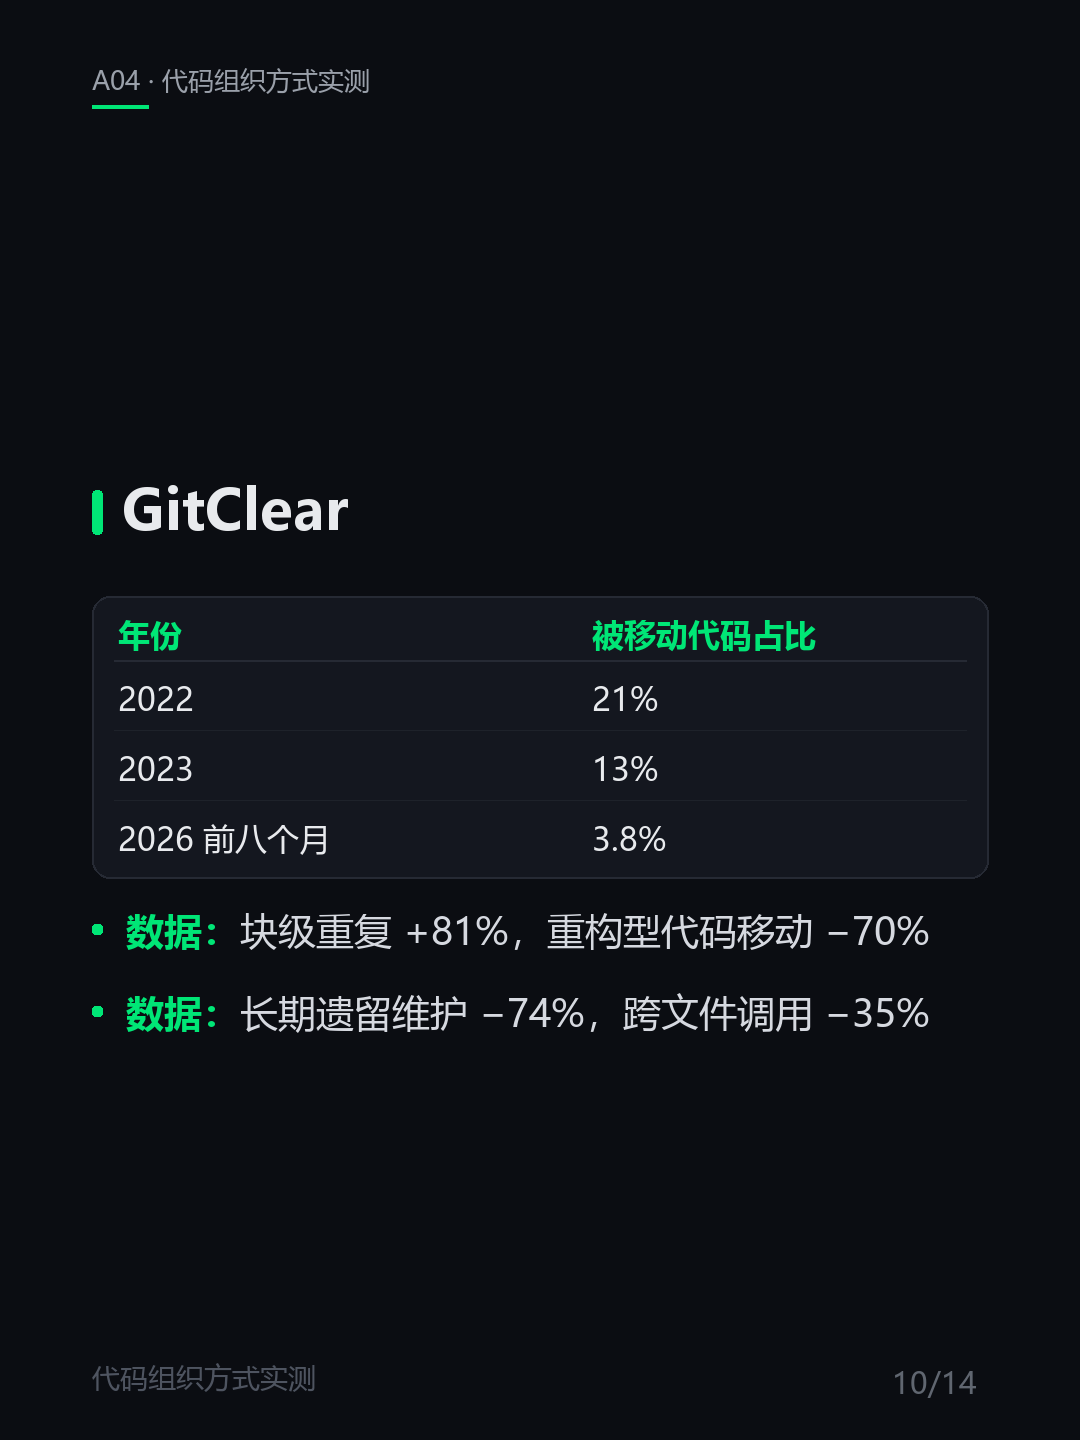 A04 · 代码组织方式实测
GitClear
年份 被移动代码占比
2022 21%
2023 13%
2026 前八个月 3.8%
• 数据：块级重复 +81%，重构型代码移动 −70%
• 数据：长期遗留维护 −74%，跨文件调用 −35%
代码组织方式实测 10/14